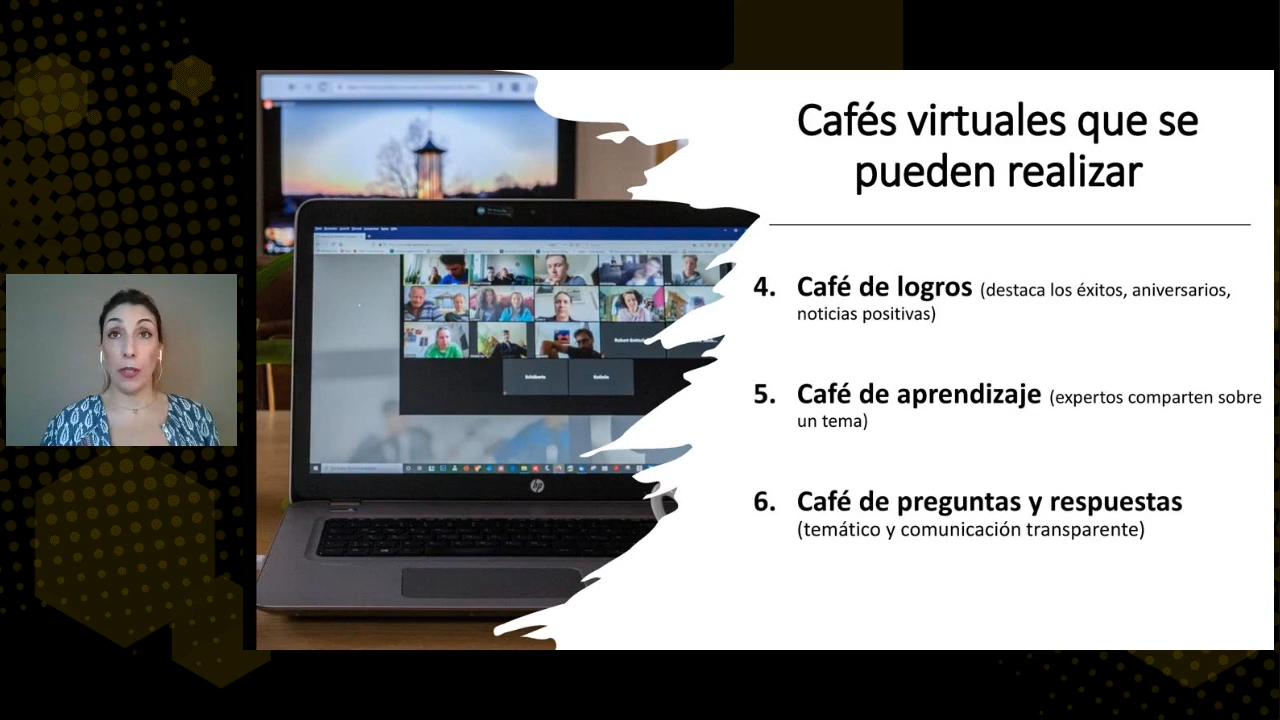 Cafés virtuales que se
pueden realizar
4. Café de logros (destaca los éxitos, aniversarios,
noticias positivas)
5. Café de aprendizaje (expertos comparten sobre
un tema)
6. Café de preguntas y respuestas
(temático y comunicación transparente)
hp